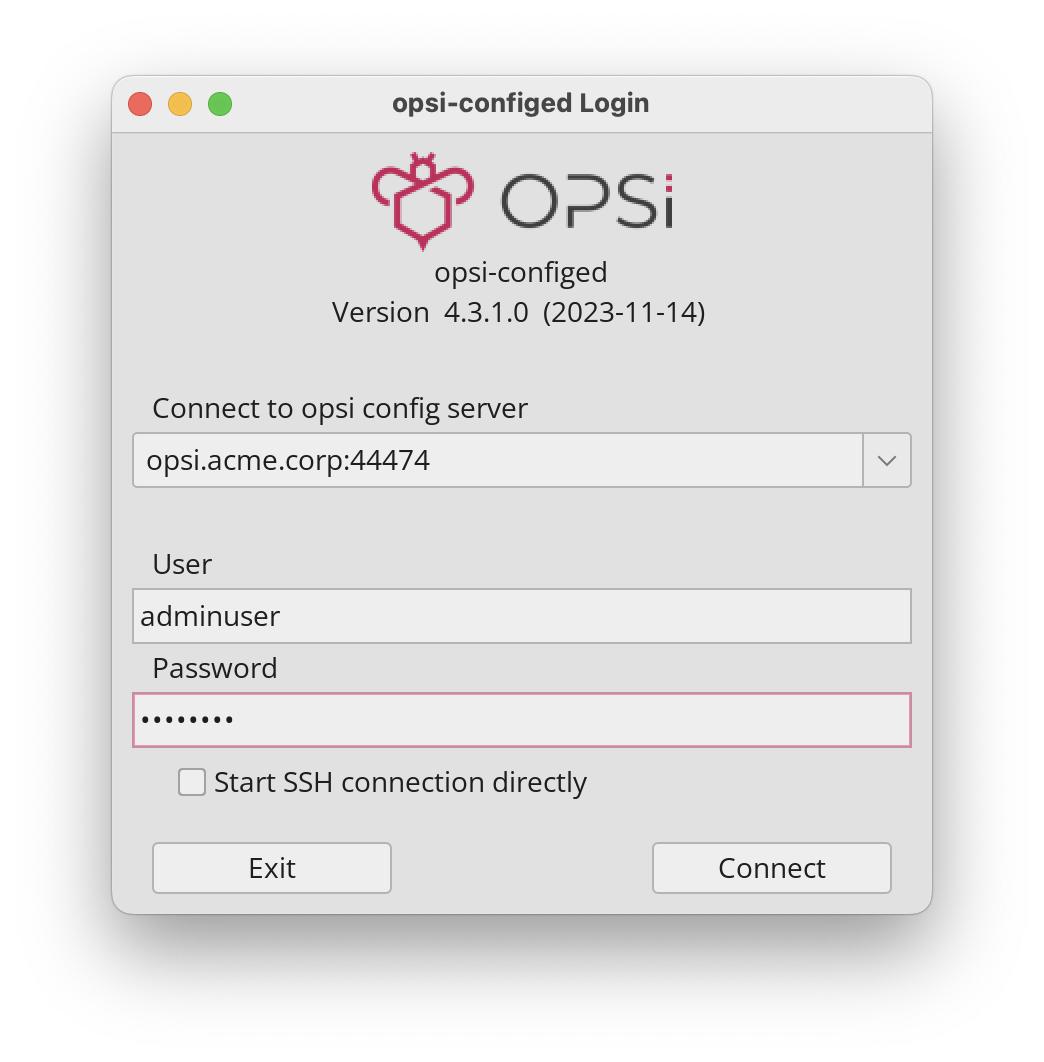 opsi-configed Login
OPSi
opsi-configed
Version 4.3.1.0 (2023-11-14)
Connect to opsi config server
opsi.acme.corp:44474
User
adminuser
Password
••••••••
Start SSH connection directly
Exit
Connect